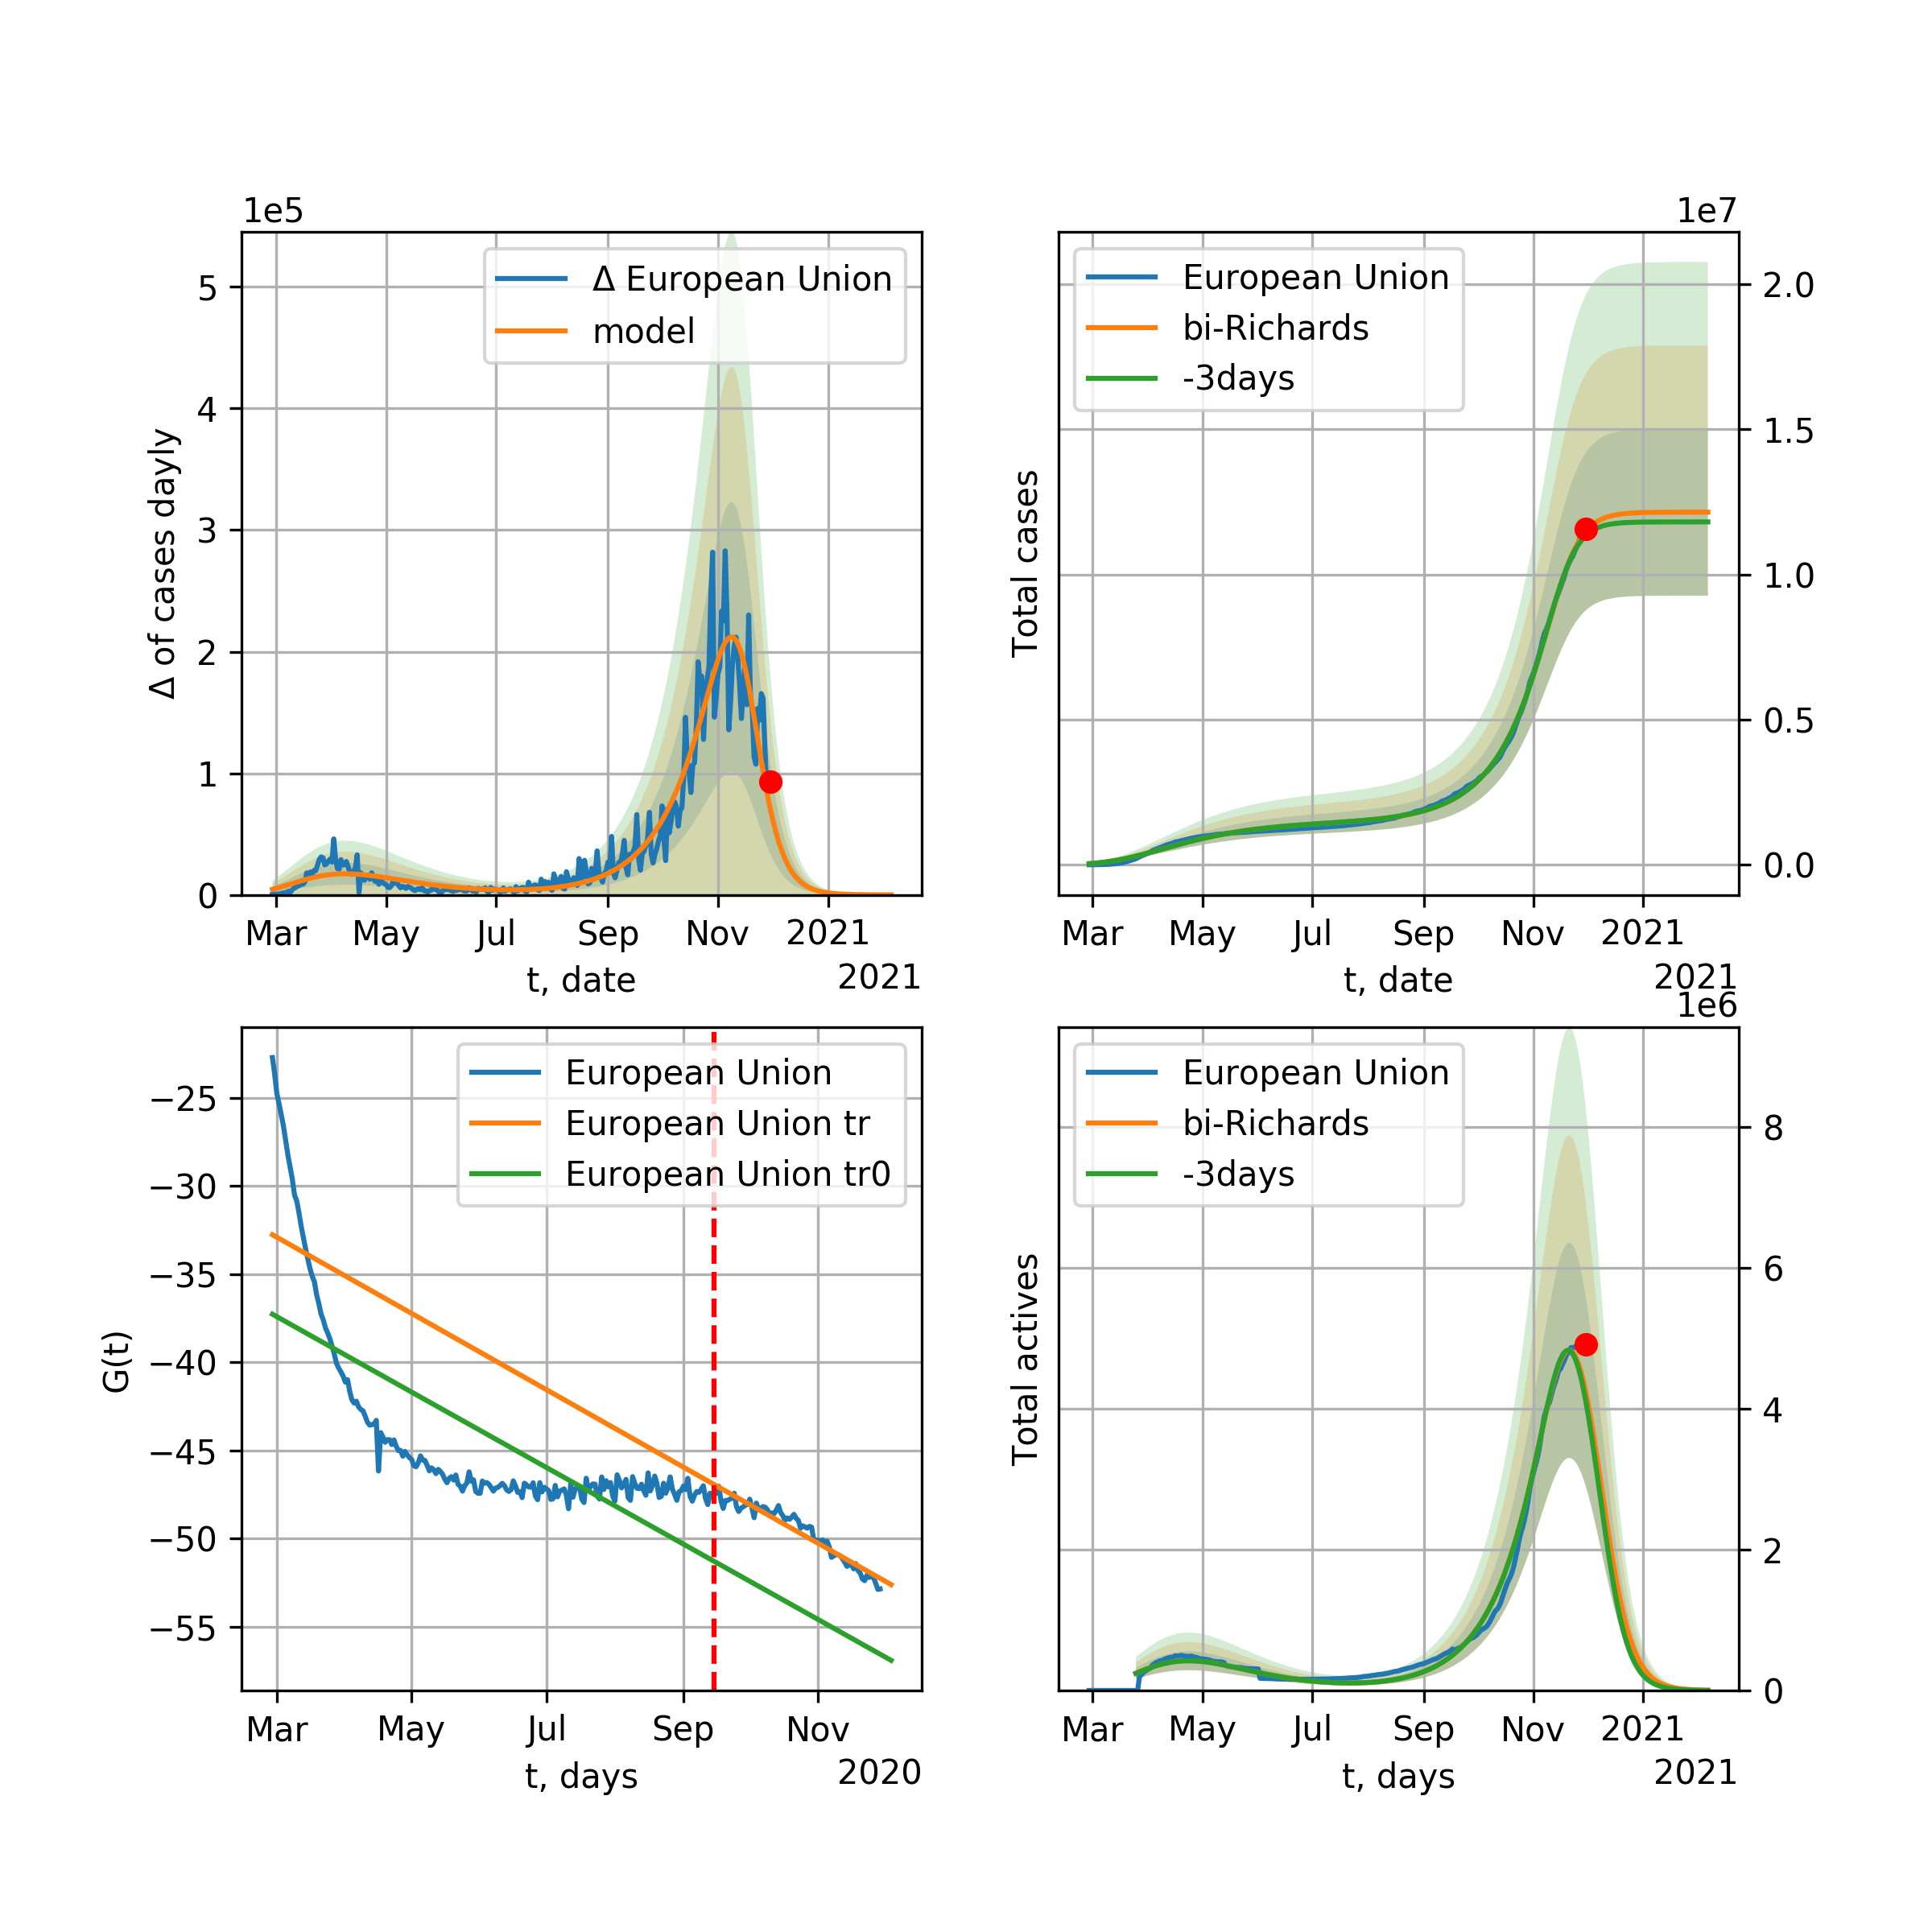 1e5
Δ European Union
model
5
4
3
2
1
0
Δ of cases dayly
Mar May Jul Sep Nov 2021
t, date
2021
1e7
European Union
bi-Richards
-3days
2.0
1.5
1.0
0.5
0.0
Total cases
Mar May Jul Sep Nov 2021
t, date
2021
European Union
European Union tr
European Union tr0
−25
−30
−35
−40
−45
−50
−55
G(t)
Mar May Jul Sep Nov
t, days
2020
1e6
European Union
bi-Richards
-3days
8
6
4
2
0
Total actives
Mar May Jul Sep Nov 2021
t, days
2021